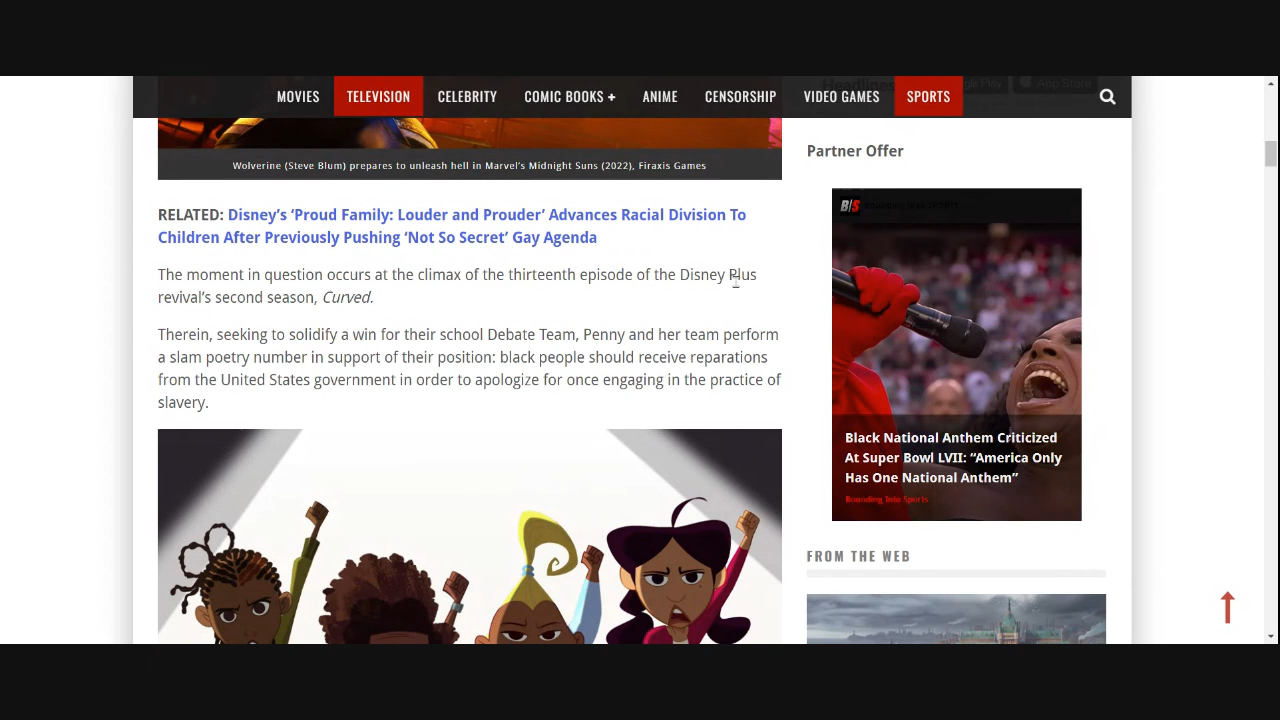 MOVIES TELEVISION CELEBRITY COMIC BOOKS + ANIME CENSORSHIP VIDEO GAMES SPORTS
Wolverine (Steve Blum) prepares to unleash hell in Marvel's Midnight Suns (2022), Firaxis Games
RELATED: Disney's 'Proud Family: Louder and Prouder' Advances Racial Division To
Children After Previously Pushing 'Not So Secret' Gay Agenda
The moment in question occurs at the climax of the thirteenth episode of the Disney Plus
revival's second season, Curved.
Therein, seeking to solidify a win for their school Debate Team, Penny and her team perform
a slam poetry number in support of their position: black people should receive reparations
from the United States government in order to apologize for once engaging in the practice of
slavery.
App Store
Partner Offer
B/S
Black National Anthem Criticized
At Super Bowl LVII: “America Only
Has One National Anthem”
Bounding Into Sports
FROM THE WEB